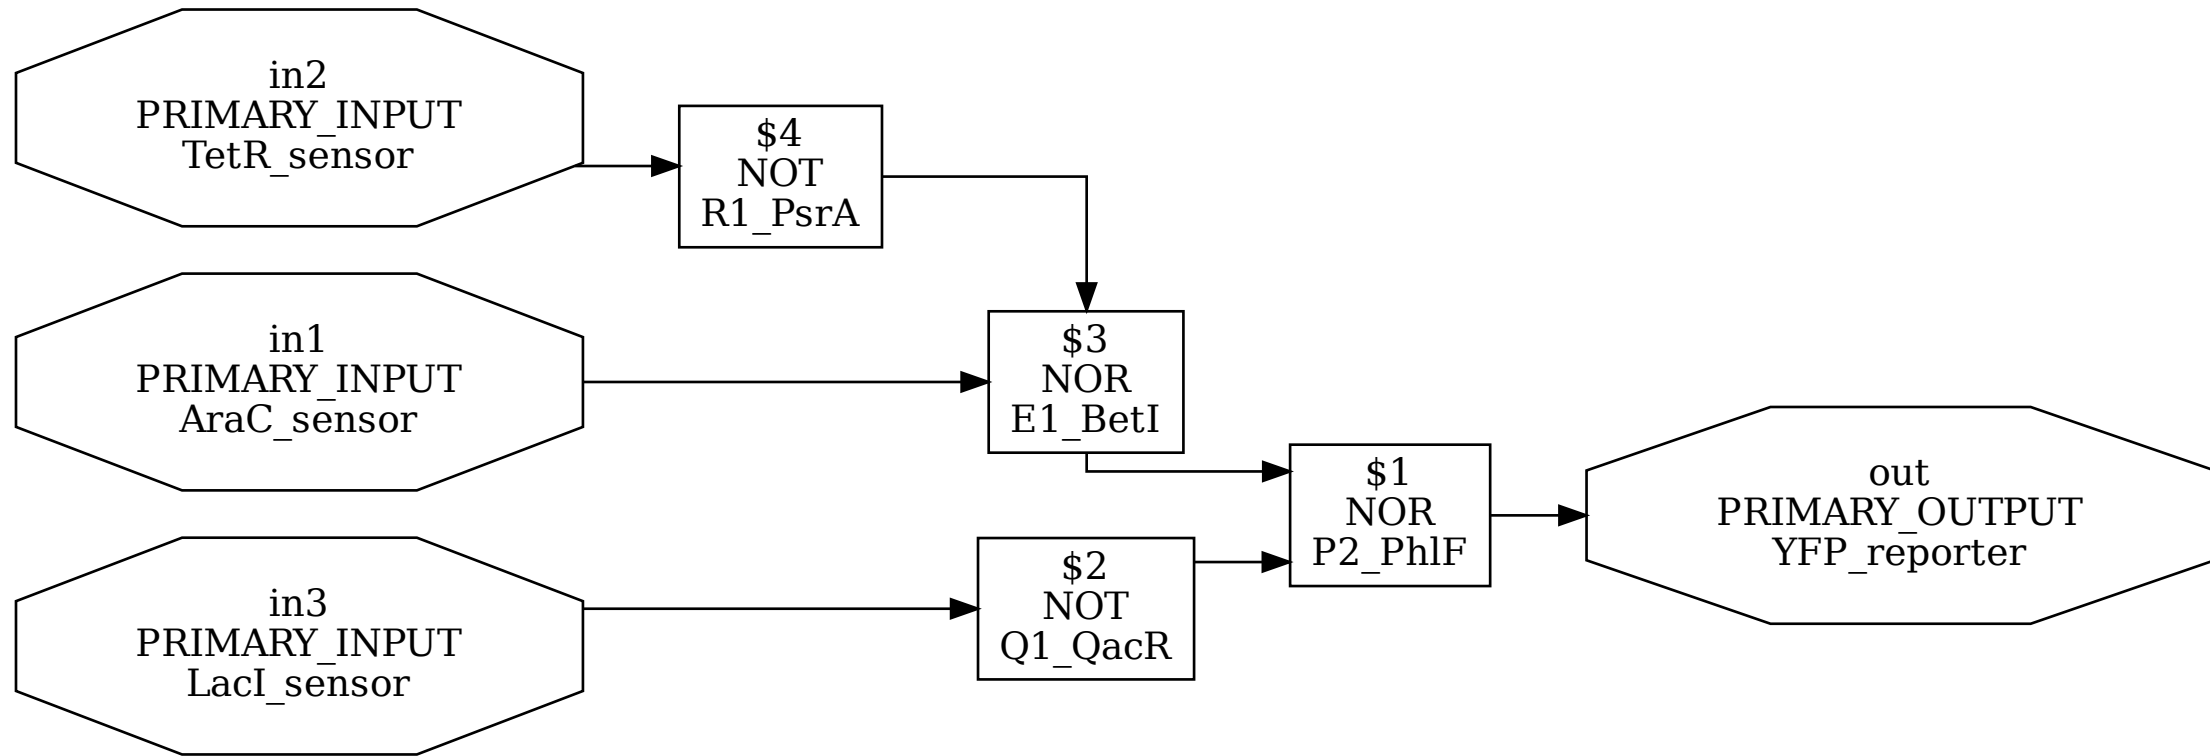 in2
PRIMARY_INPUT
TetR_sensor
$4
NOT
R1_PsrA
in1
PRIMARY_INPUT
AraC_sensor
$3
NOR
E1_BetI
in3
PRIMARY_INPUT
LacI_sensor
$2
NOT
Q1_QacR
$1
NOR
P2_PhlF
out
PRIMARY_OUTPUT
YFP_reporter